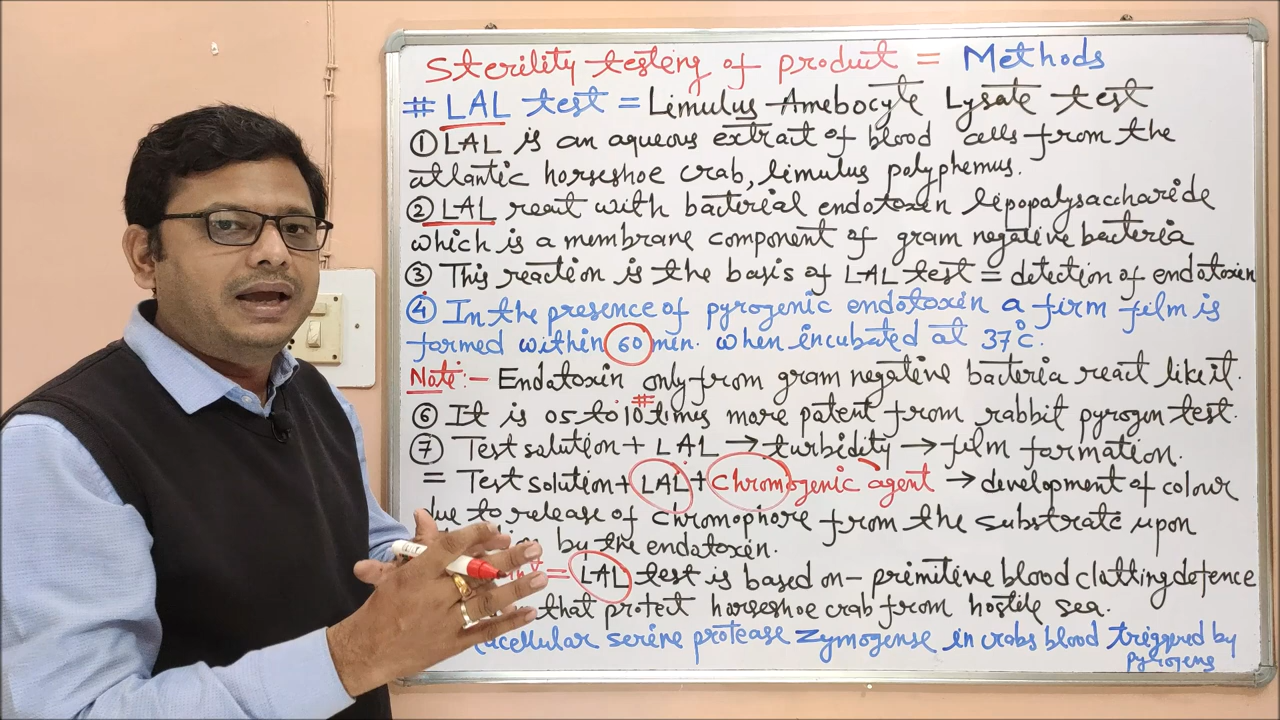 Sterility testing of product = Methods
# LAL test = Limulus Amebocyte Lysate test
① LAL is an aqueous extract of blood cells from the
atlantic horseshoe crab, limulus polyphemus.
② LAL react with bacterial endotoxin lipopolysaccharide
which is a membrane component of gram negative bacteria
③ This reaction is the basis of LAL test = detection of endotoxin
④ In the presence of pyrogenic endotoxin a firm film is
formed within 60 min. when incubated at 37°c.
Note:- Endotoxin only from gram negative bacteria react like it.
⑥ It is 05 to 10 times more potent from rabbit pyrogon test.
⑦ Test solution + LAL → turbidity → film formation.
= Test solution + LAL + Chromogenic agent → development of colour
due to release of chromophore from the substrate upon
by the endotoxin.
= LAL test is based on - primitive blood clatting defence
that protect horseshoe crab from hostile sea.
serine protease zymogense in crabs blood triggered by
pyrogens